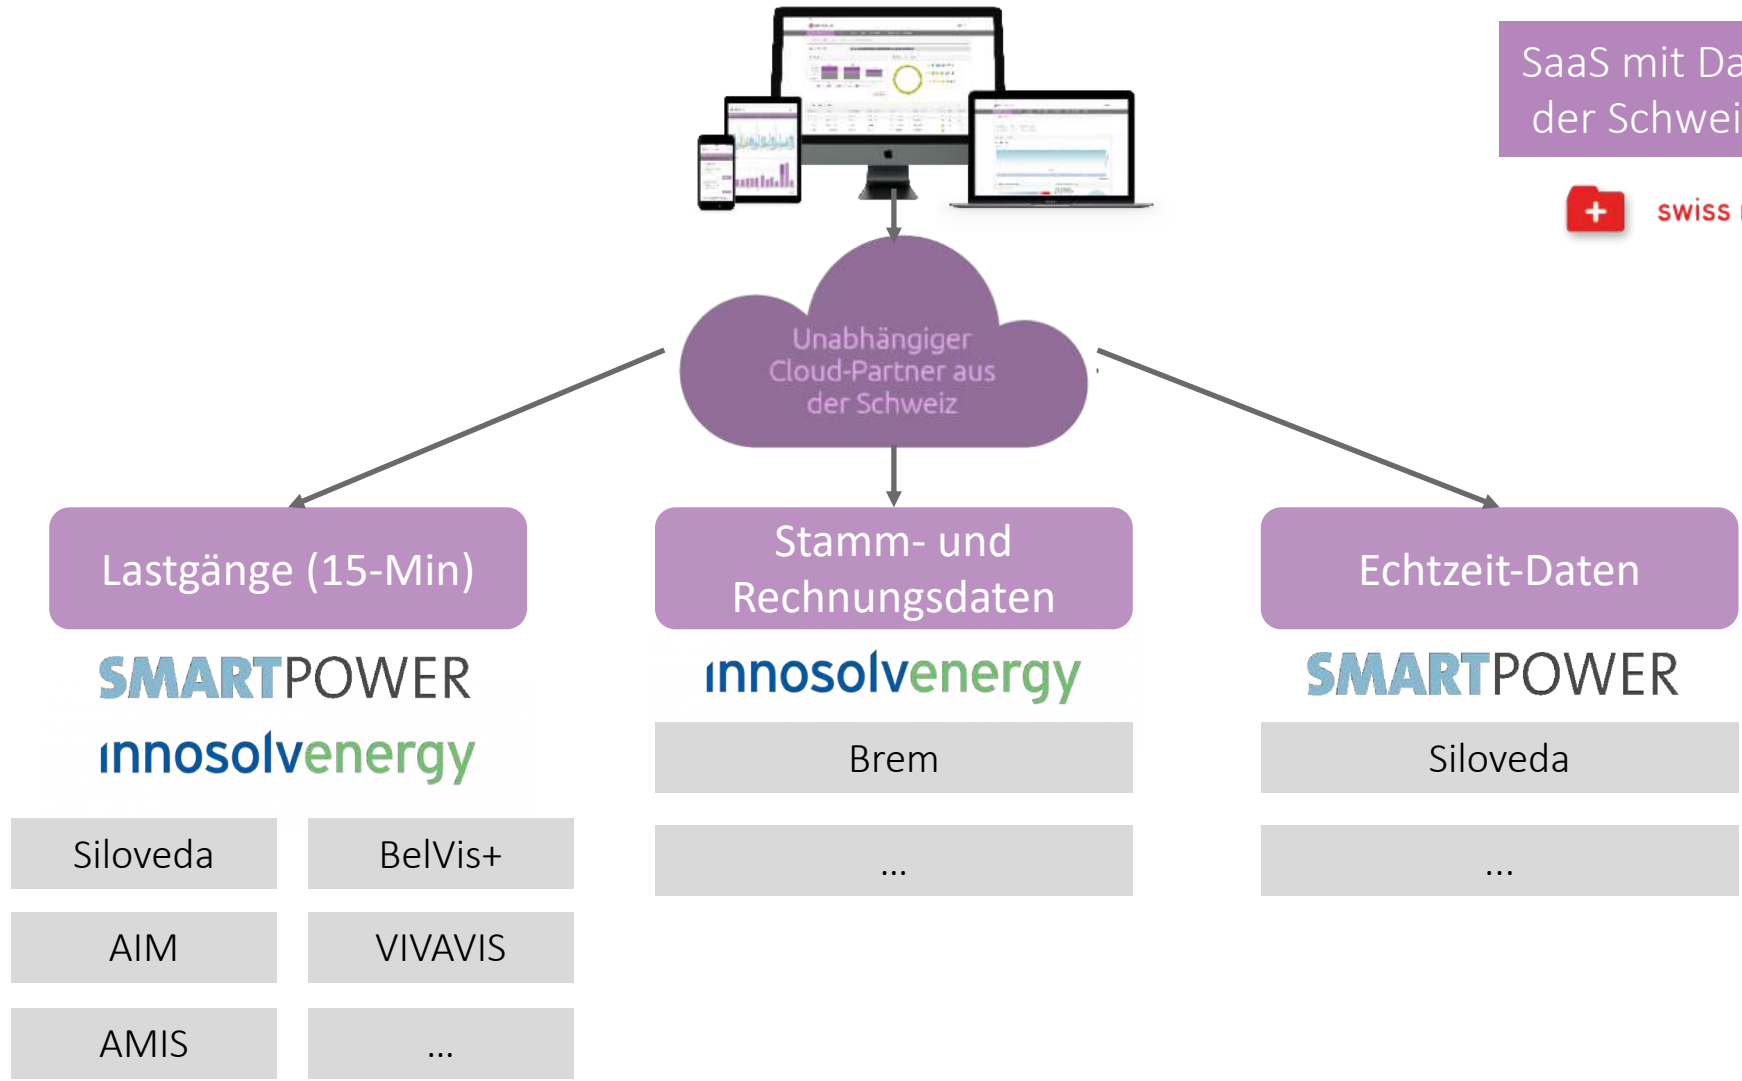 SaaS mit Da
der Schwei
swiss
Unabhängiger
Cloud-Partner aus
der Schweiz
Lastgänge (15-Min)
SMARTPOWER
innosolvenergy
Siloveda
BelVis+
AIM
VIVAVIS
AMIS
...
Stamm- und
Rechnungsdaten
innosolvenergy
Brem
...
Echtzeit-Daten
SMARTPOWER
Siloveda
...